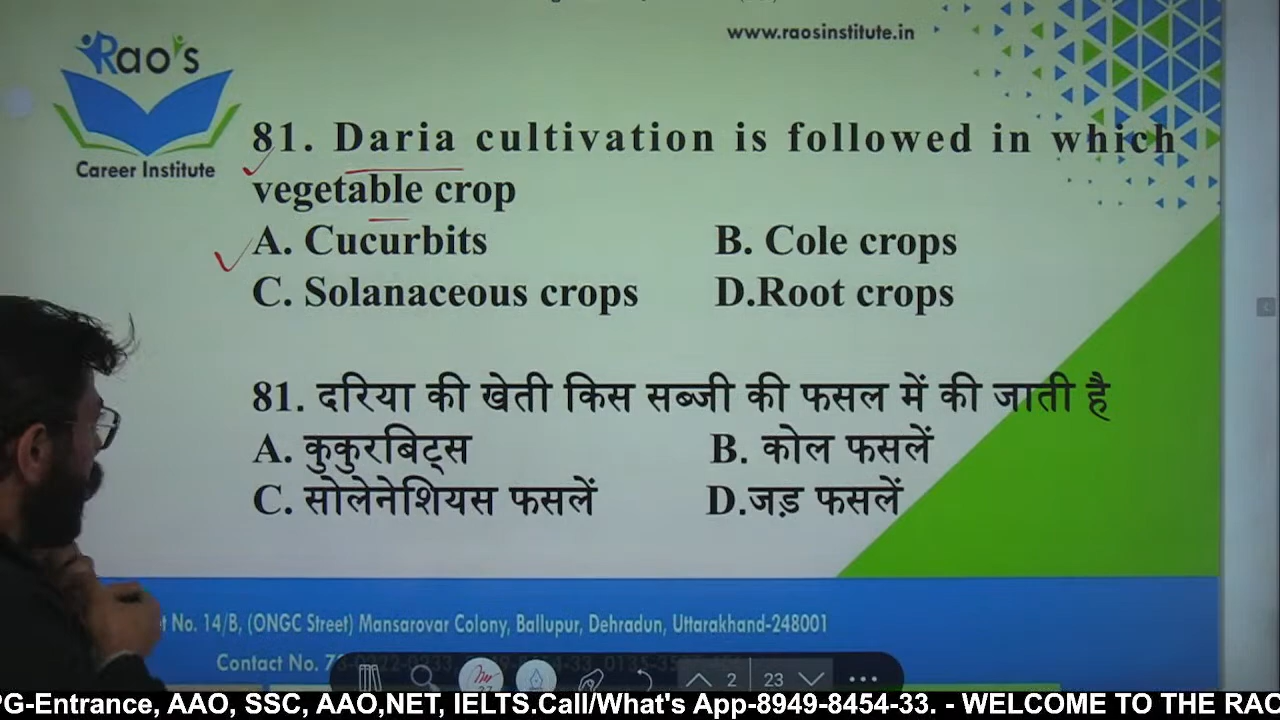 www.raosinstitute.in
Rao's
Career Institute
81. Daria cultivation is followed in which
vegetable crop
A. Cucurbits B. Cole crops
C. Solanaceous crops D.Root crops
81. दरिया की खेती किस सब्जी की फसल में की जाती है
A. कुकुरबिट्स B. कोल फसलें
C. सोलेनेशियस फसलें D.जड़ फसलें
No. 14/B, (ONGC Street) Mansarovar Colony, Ballupur, Dehradun, Uttarakhand-248001
Contact No.
2 23
PG-Entrance, AAO, SSC, AAO,NET, IELTS.Call/What's App-8949-8454-33. - WELCOME TO THE RAO